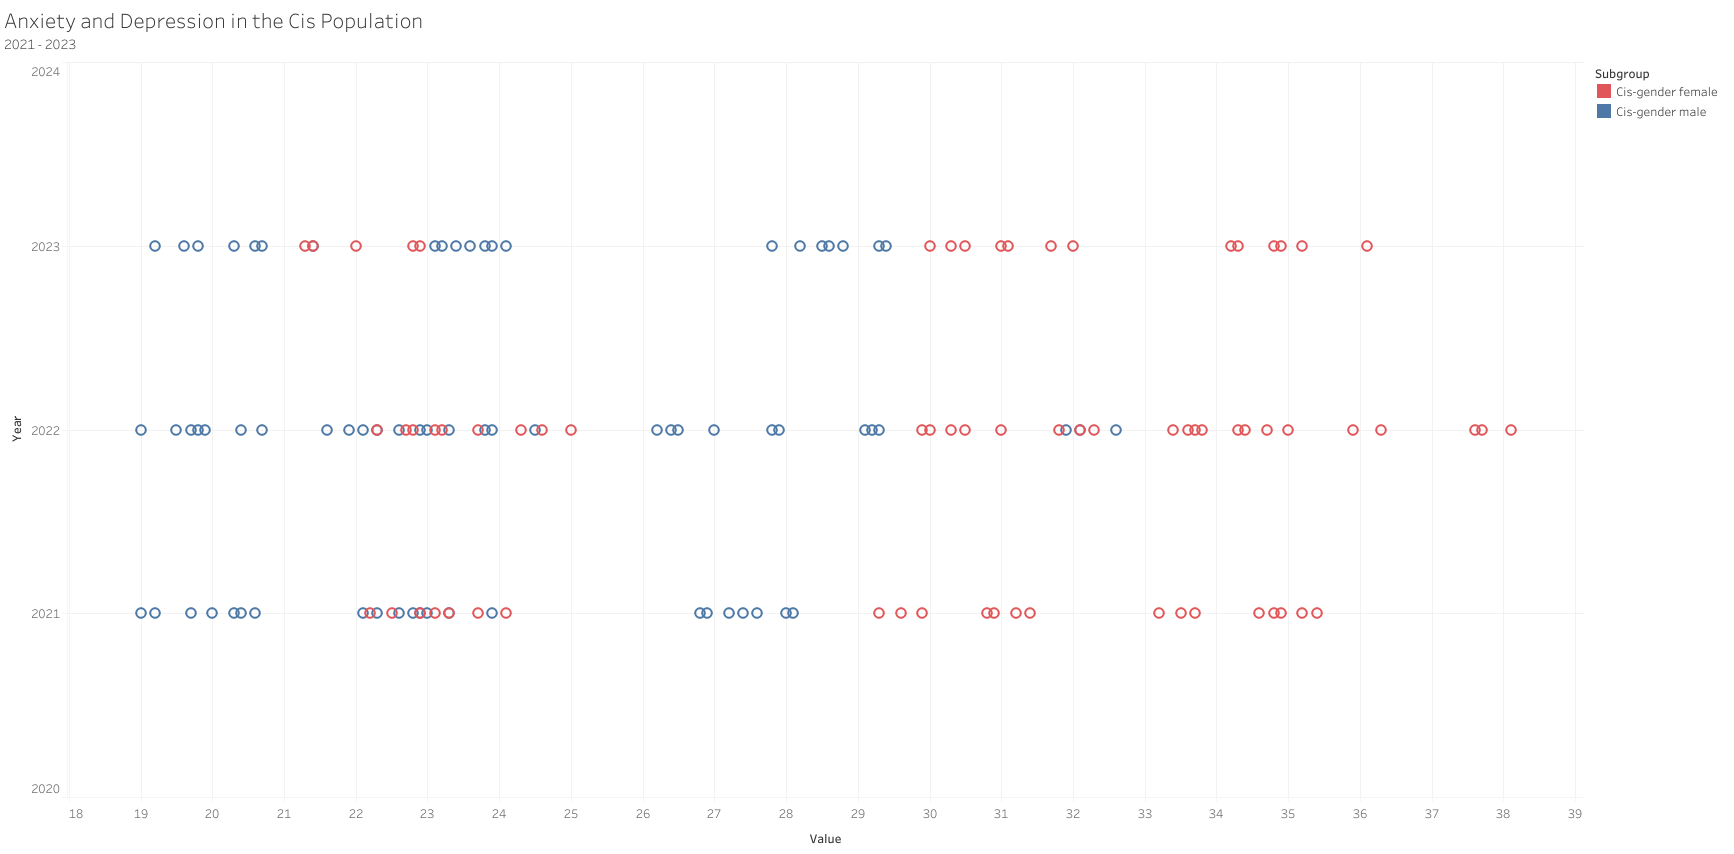 Anxiety and Depression in the Cis Population
2021 - 2023
Subgroup
Cis-gender female
Cis-gender male
Year
2024
2023
2022
2021
2020
18 19 20 21 22 23 24 25 26 27 28 29 30 31 32 33 34 35 36 37 38 39
Value